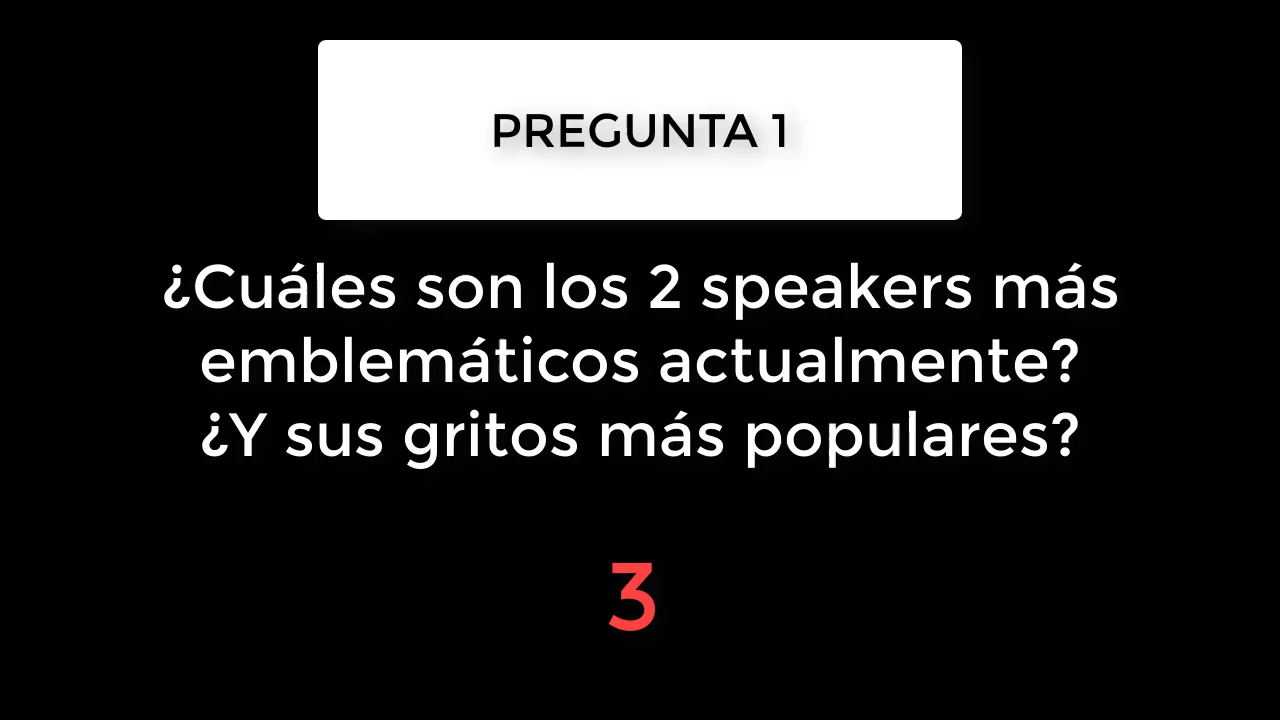 PREGUNTA 1
¿Cuáles son los 2 speakers más
emblemáticos actualmente?
¿Y sus gritos más populares?
3